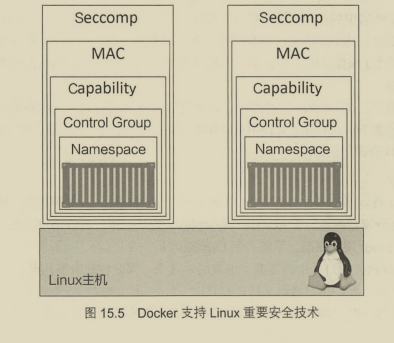 Seccomp
MAC
Capability
Control Group
Namespace
Seccomp
MAC
Capability
Control Group
Namespace
Linux主机
图 15.5 Docker 支持 Linux 重要安全技术